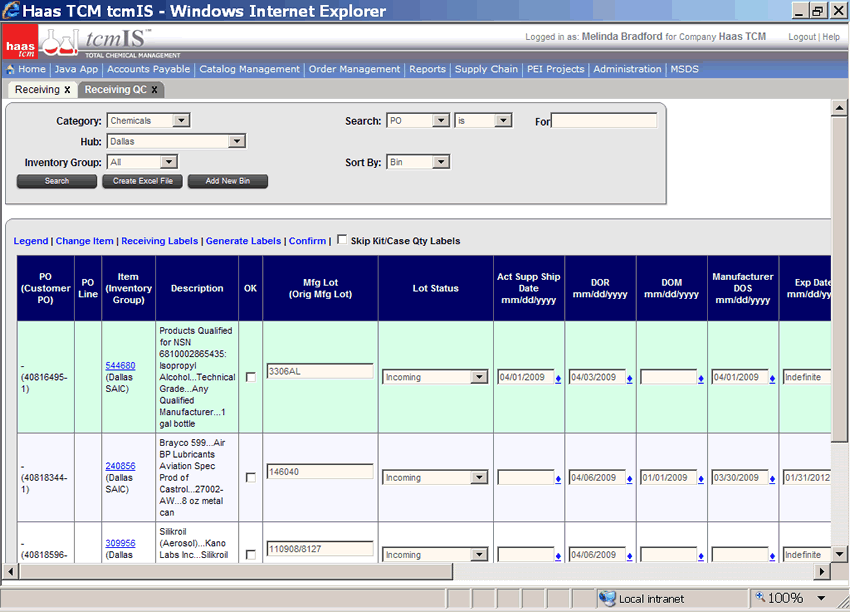 Haas TCM tcmIS - Windows Internet Explorer
haas tcm
tcmIS™
TOTAL CHEMICAL MANAGEMENT
Logged in as: Melinda Bradford for Company Haas TCM
Logout | Help
Home | Java App | Accounts Payable | Catalog Management | Order Management | Reports | Supply Chain | PEI Projects | Administration | MSDS
Receiving x Receiving QC x
Category: Chemicals Search: PO is For
Hub: Dallas
Inventory Group: All Sort By: Bin
Search Create Excel File Add New Bin
Legend | Change Item | Receiving Labels | Generate Labels | Confirm | Skip Kit/Case Qty Labels
PO
(Customer
PO)
PO
Line
Item
(Inventory
Group)
Description
OK
Mfg Lot
(Orig Mfg Lot)
Lot Status
Act Supp Ship
Date
mm/dd/yyyy
DOR
mm/dd/yyyy
DOM
mm/dd/yyyy
Manufacturer
DOS
mm/dd/yyyy
Exp Date
mm/dd/yy
-
(40816495-
1)
544680
(Dallas
SAIC)
Products Qualified
for NSN
6810002865435:
Isopropyl
Alcohol...Technical
Grade...Any
Qualified
Manufacturer...1
gal bottle
3306AL
Incoming
04/01/2009
04/03/2009
04/01/2009
Indefinite
-
(40818344-
1)
240856
(Dallas
SAIC)
Brayco 599...Air
BP Lubricants
Aviation Spec
Prod of
Castrol...27002-
AW...8 oz metal
can
146040
Incoming
04/06/2009
01/01/2009
03/30/2009
01/31/2012
-
(40818596-
309956
(Dallas
Silikroil
(Aerosol)...Kano
Labs Inc...Silikroil
110908/8127
Incoming
04/06/2009
Indefinite
Local intranet
100%